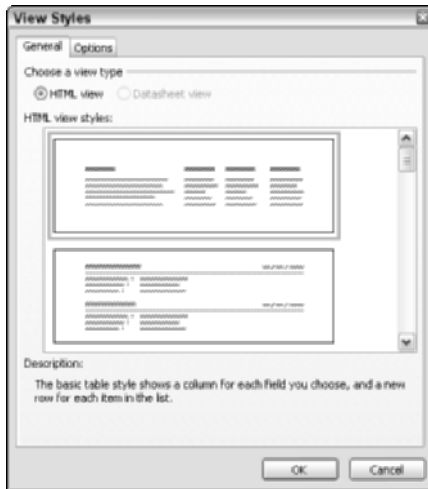 View Styles
General Options
Choose a view type
HTML view Datasheet view
HTML view styles:
Description:
The basic table style shows a column for each field you choose, and a new
row for each item in the list.
OK Cancel